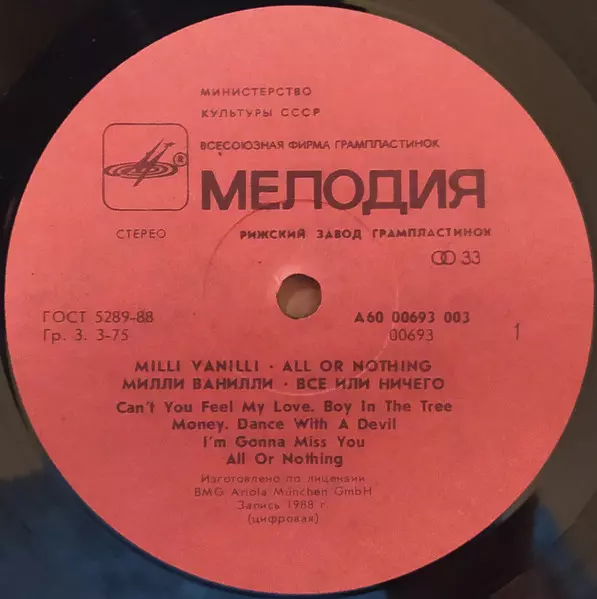 МИНИСТЕРСТВО
КУЛЬТУРЫ СССР
ВСЕСОЮЗНАЯ ФИРМА ГРАМПЛАСТИНОК
®
МЕЛОДИЯ
СТЕРЕО
РИЖСКИЙ ЗАВОД ГРАМПЛАСТИНОК
33
ГОСТ 5289-88
А60 00693 003
Гр. 3. 3-75
00693
1
MILLI VANILLI · ALL OR NOTHING
МИЛЛИ ВАНИЛЛИ · ВСЕ ИЛИ НИЧЕГО
Can't You Feel My Love. Boy In The Tree
Money. Dance With A Devil
I'm Gonna Miss You
All Or Nothing
Изготовлено по лицензии
BMG Ariola München GmbH
Запись 1988 г
(цифровая)